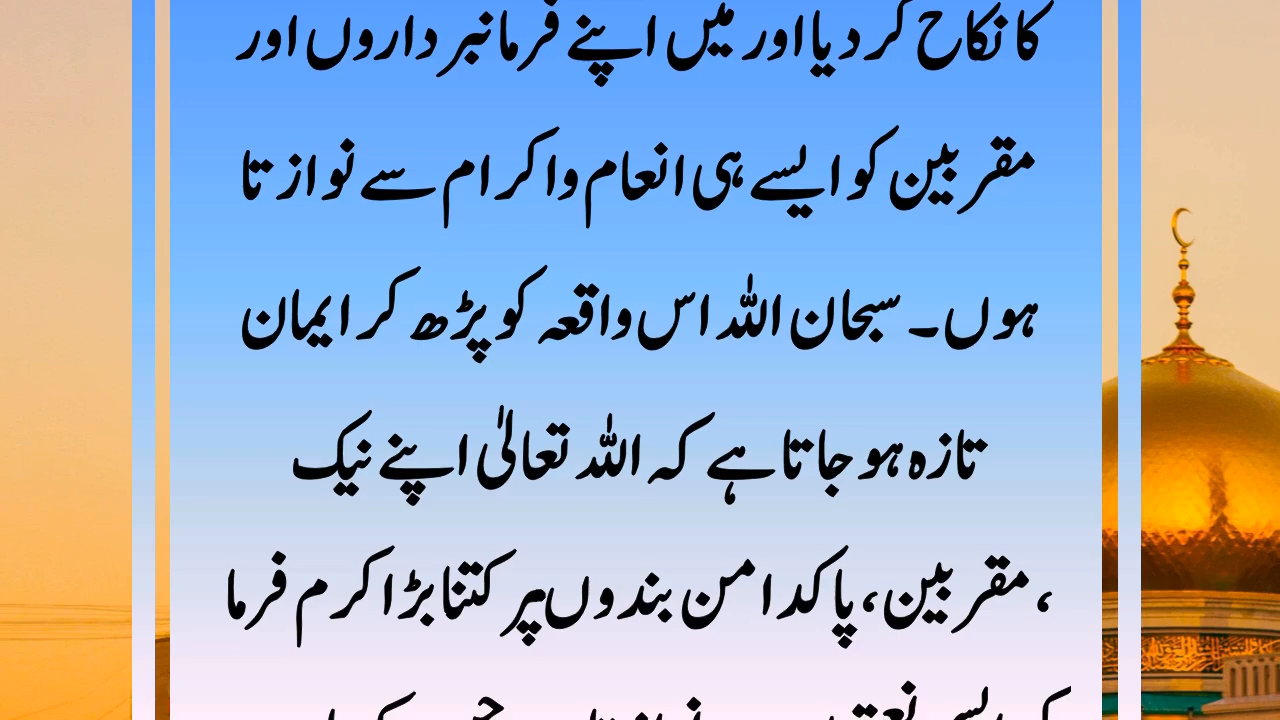 کا نکاح کر دیا اور میں اپنے فرمانبرداروں اور
مقربین کو ایسے ہی انعام و اکرام سے نوازتا
ہوں۔ سبحان اللہ اس واقعہ کو پڑھ کر ایمان
تازہ ہو جاتا ہے کہ اللہ تعالیٰ اپنے نیک
، مقربین، پاکدامن بندوں پر کتنا بڑا کرم فرما